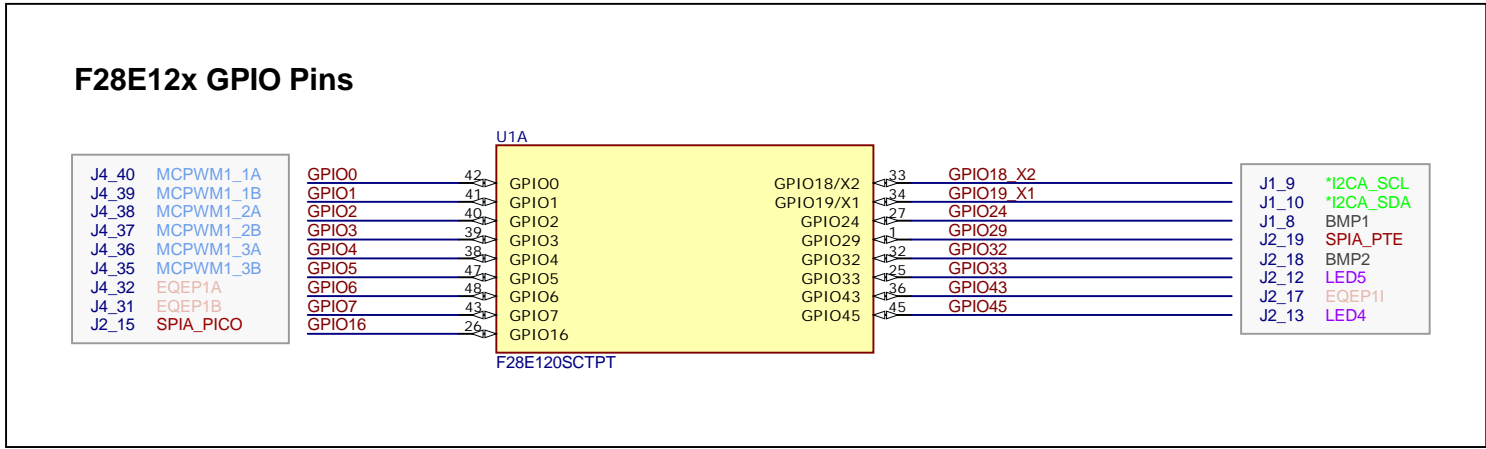 F28E12x GPIO Pins
U1A
J4_40 MCPWM1_1A GPIO0 42 GPIO0 GPIO18/X2 33 GPIO18_X2 J1_9 *I2CA_SCL
J4_39 MCPWM1_1B GPIO1 41 GPIO1 GPIO19/X1 34 GPIO19_X1 J1_10 *I2CA_SDA
J4_38 MCPWM1_2A GPIO2 40 GPIO2 GPIO24 27 GPIO24 J1_8 BMP1
J4_37 MCPWM1_2B GPIO3 39 GPIO3 GPIO29 1 GPIO29 J2_19 SPIA_PTE
J4_36 MCPWM1_3A GPIO4 38 GPIO4 GPIO32 32 GPIO32 J2_18 BMP2
J4_35 MCPWM1_3B GPIO5 47 GPIO5 GPIO33 25 GPIO33 J2_12 LED5
J4_32 EQEP1A GPIO6 48 GPIO6 GPIO43 36 GPIO43 J2_17 EQEP1I
J4_31 EQEP1B GPIO7 43 GPIO7 GPIO45 45 GPIO45 J2_13 LED4
J2_15 SPIA_PICO GPIO16 26 GPIO16
F28E120SCTPT